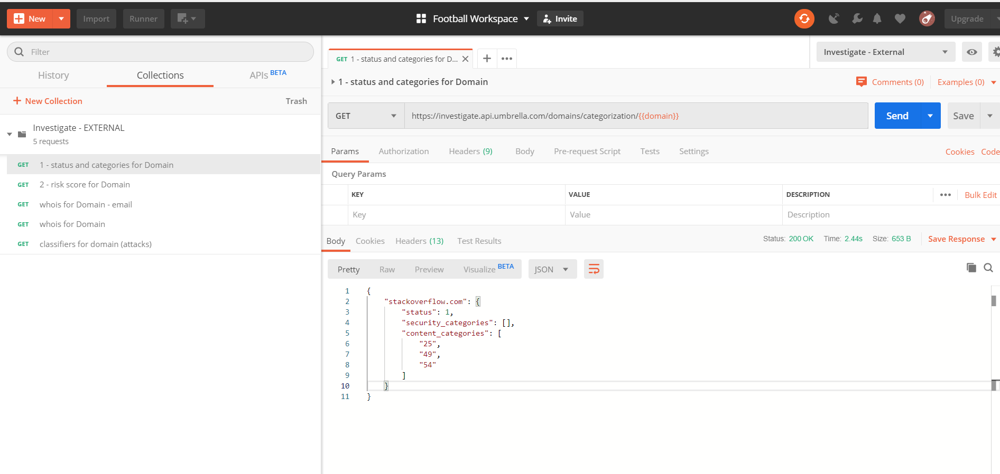 New
Import
Runner
Football Workspace
Invite
Upgrade
Filter
History
Collections
APIs BETA
New Collection
Trash
Investigate - EXTERNAL
5 requests
GET 1 - status and categories for Domain
GET 2 - risk score for Domain
GET whois for Domain - email
GET whois for Domain
GET classifiers for domain (attacks)
GET 1 - status and categories for D...
Investigate - External
1 - status and categories for Domain
Comments (0)
Examples (0)
GET
https://investigate.api.umbrella.com/domains/categorization/{{domain}}
Send
Save
Params
Authorization
Headers (9)
Body
Pre-request Script
Tests
Settings
Cookies
Code
Query Params
KEY
VALUE
DESCRIPTION
Bulk Edit
Key
Value
Description
Body
Cookies
Headers (13)
Test Results
Status: 200 OK
Time: 2.44s
Size: 653 B
Save Response
Pretty
Raw
Preview
Visualize BETA
JSON
1 {
2 "stackoverflow.com": {
3 "status": 1,
4 "security_categories": [],
5 "content_categories": [
6 "25",
7 "49",
8 "54"
9 ]
10 }
11 }